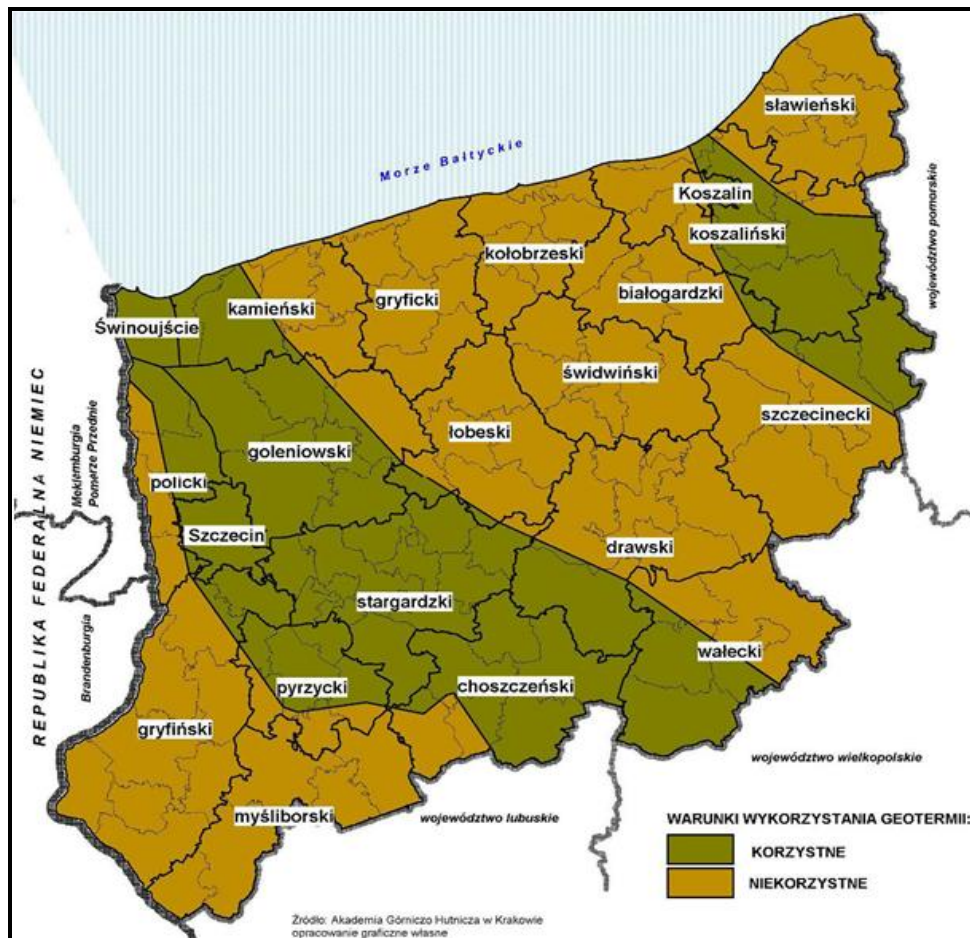 sławieński
Morze Bałtyckie
Koszalin
koszaliński
województwo pomorskie
kołobrzeski
białogardzki
gryficki
kamieński
Świnoujście
świdwiński
szczecinecki
łobeski
goleniowski
policki
Szczecin
drawski
stargardzki
wałecki
pyrzycki
choszczeński
gryfiński
myśliborski
REPUBLIKA FEDERALNA NIEMIEC
Meklemburgia
Pomorze Przednie
Brandenburgia
województwo wielkopolskie
województwo lubuskie
WARUNKI WYKORZYSTANIA GEOTERMII:
KORZYSTNE
NIEKORZYSTNE
Źródło: Akademia Górniczo Hutnicza w Krakowie
opracowanie graficzne własne